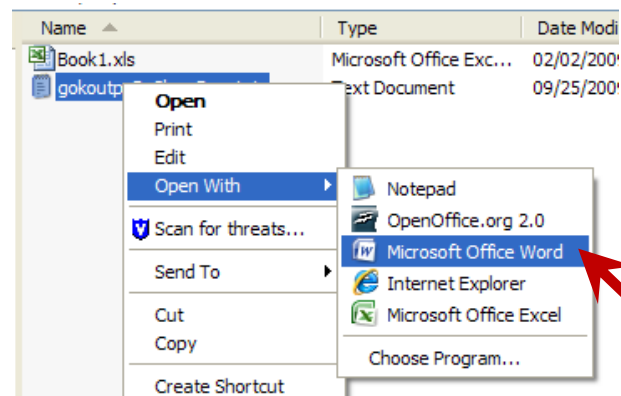 Name Type Date Modi
Book1.xls Microsoft Office Exc... 02/02/2009
Text Document 09/25/2009
Open
Print
Edit
Open With
Notepad
Scan for threats...
OpenOffice.org 2.0
Microsoft Office Word
Send To
Internet Explorer
Cut
Microsoft Office Excel
Copy
Choose Program...
Create Shortcut